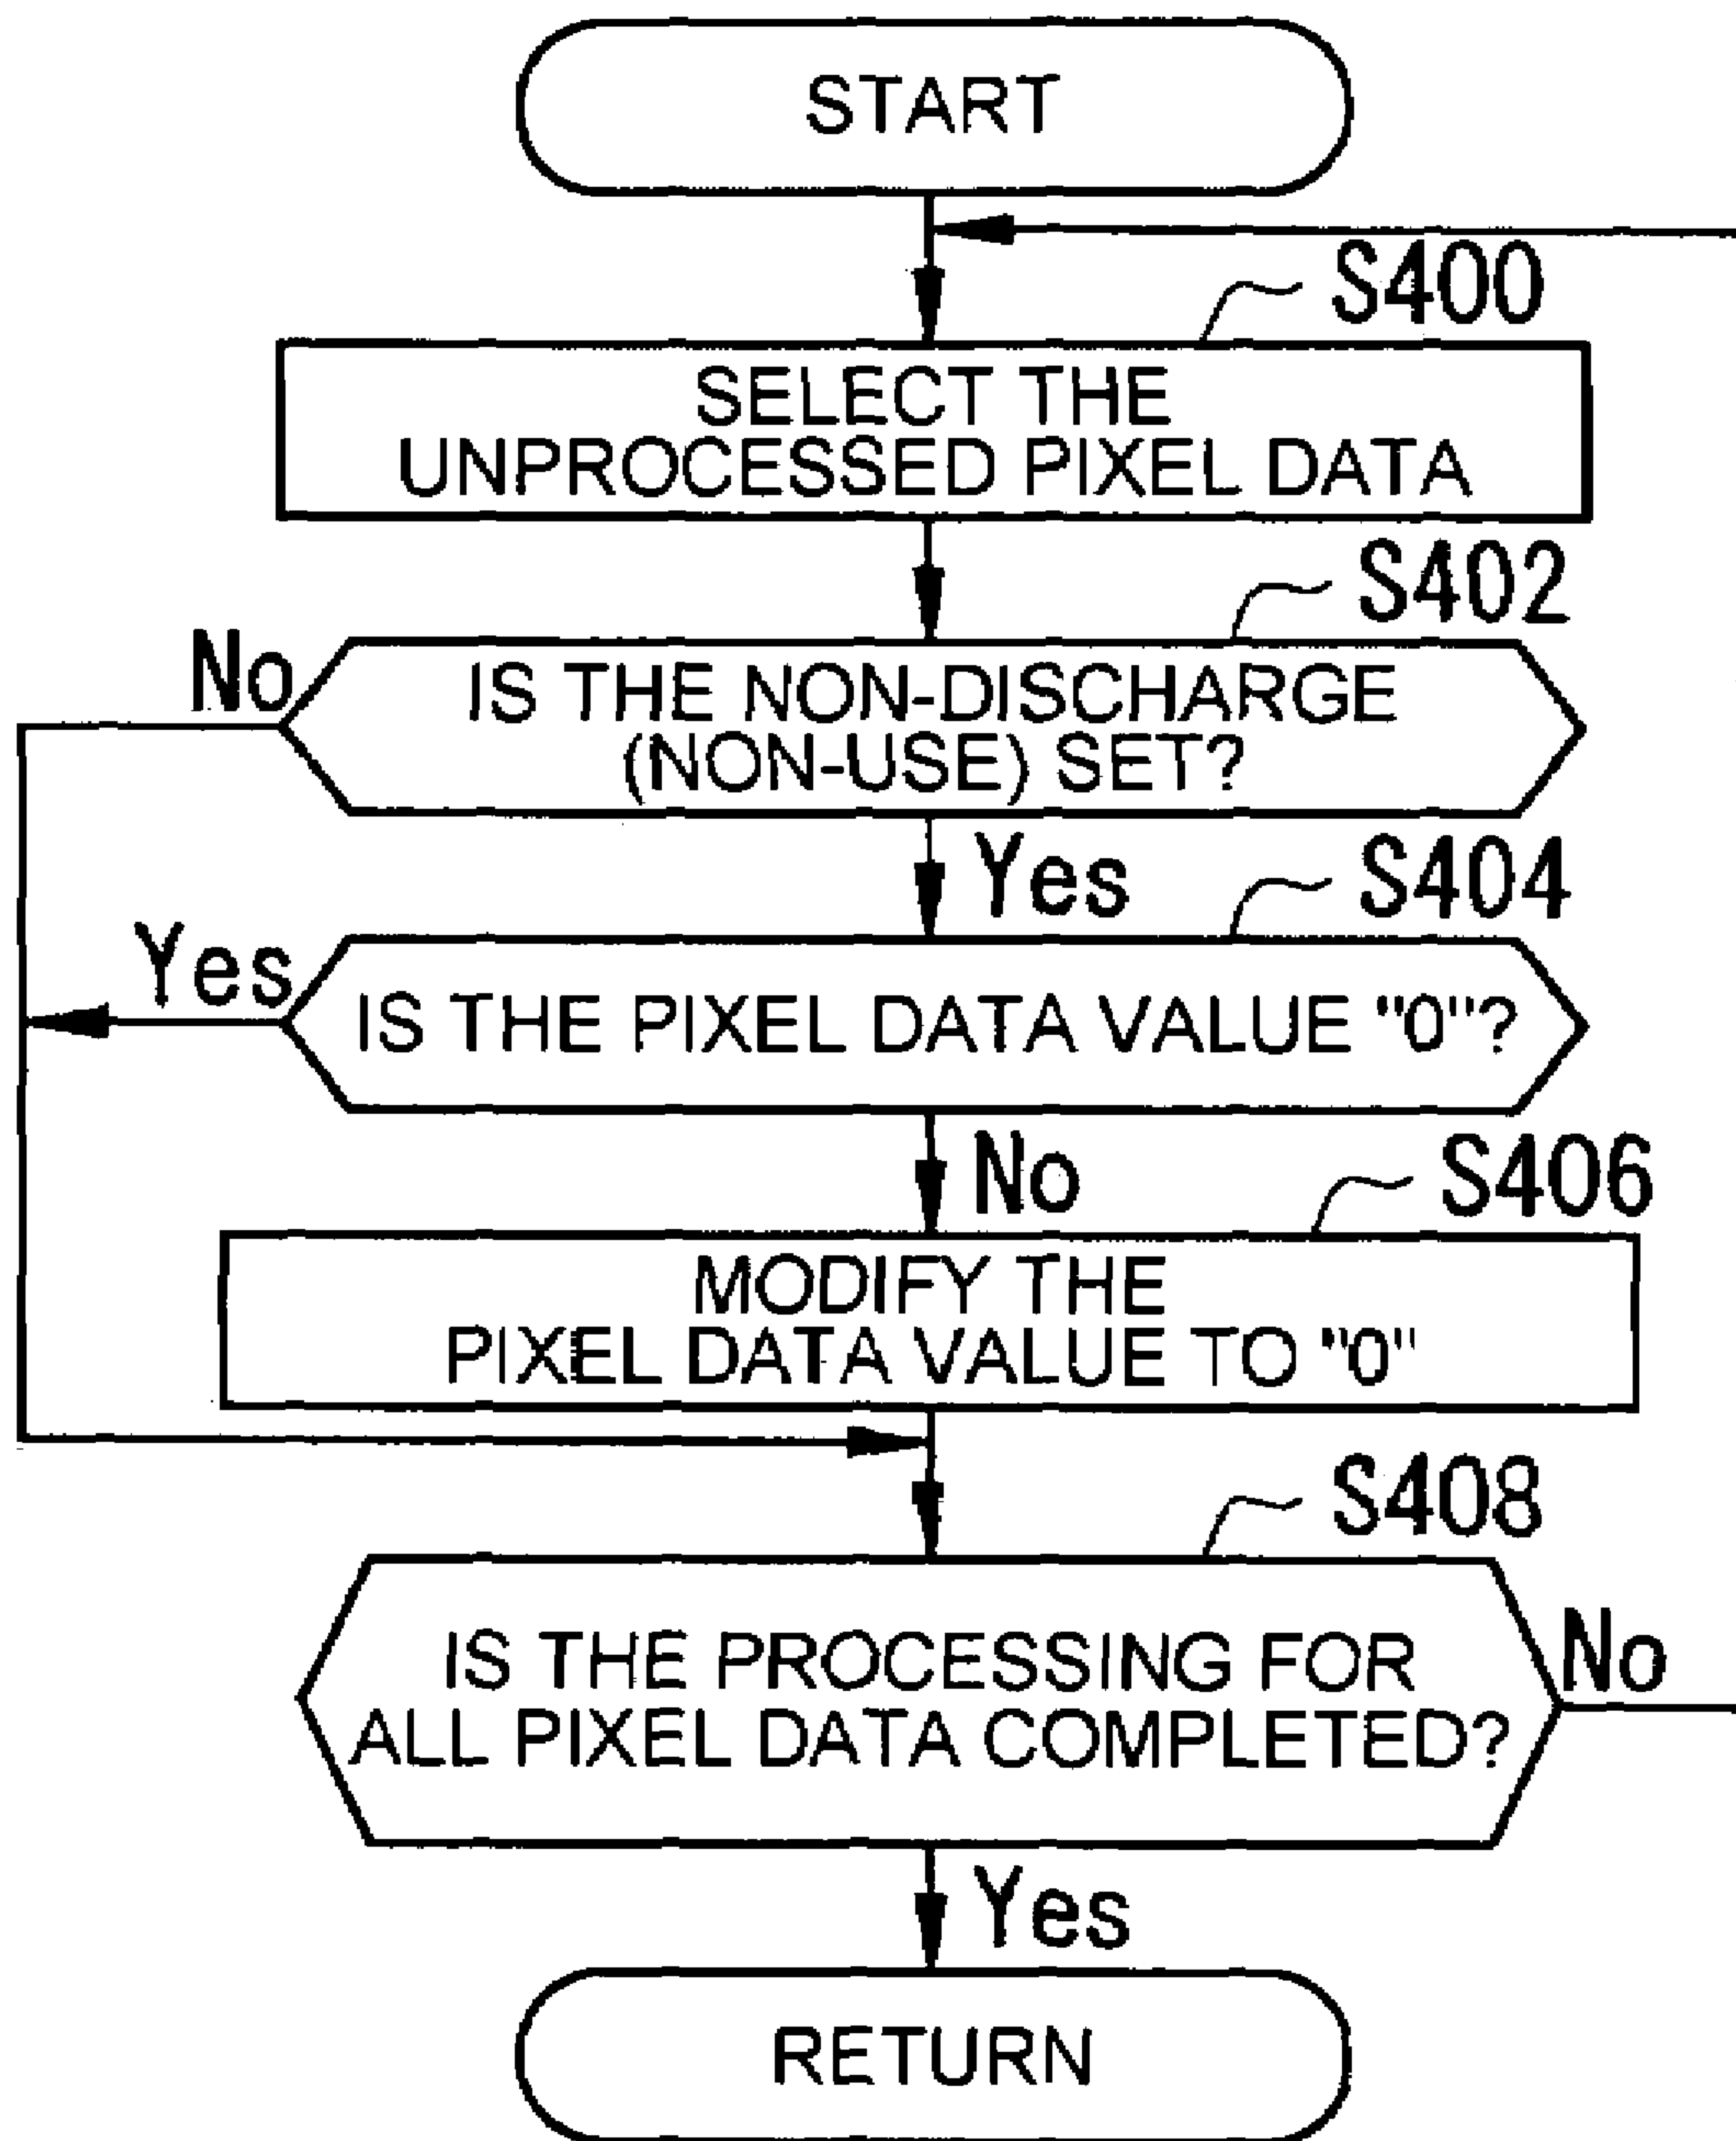 START
S400
SELECT THE
UNPROCESSED PIXEL DATA
S402
No
IS THE NON-DISCHARGE
(NON-USE) SET?
Yes
S404
Yes
IS THE PIXEL DATA VALUE "0"?
No
S406
MODIFY THE
PIXEL DATA VALUE TO "0"
S408
IS THE PROCESSING FOR
ALL PIXEL DATA COMPLETED?
No
Yes
RETURN